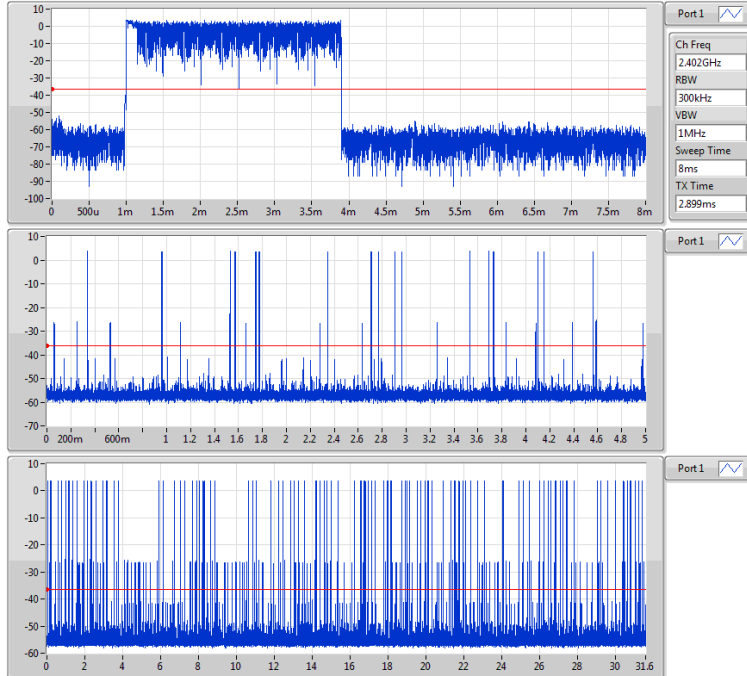 10
0
-10
-20
-30
-40
-50
-60
-70
-80
-90
-100
0 500u 1m 1.5m 2m 2.5m 3m 3.5m 4m 4.5m 5m 5.5m 6m 6.5m 7m 7.5m 8m
Port 1
Ch Freq
2.402GHz
RBW
300kHz
VBW
1MHz
Sweep Time
8ms
TX Time
2.899ms
10
0
-10
-20
-30
-40
-50
-60
-70
0 200m 600m 1 1.2 1.4 1.6 1.8 2 2.2 2.4 2.6 2.8 3 3.2 3.4 3.6 3.8 4 4.2 4.4 4.6 4.8 5
Port 1
10
0
-10
-20
-30
-40
-50
-60
0 2 4 6 8 10 12 14 16 18 20 22 24 26 28 30 31.6
Port 1